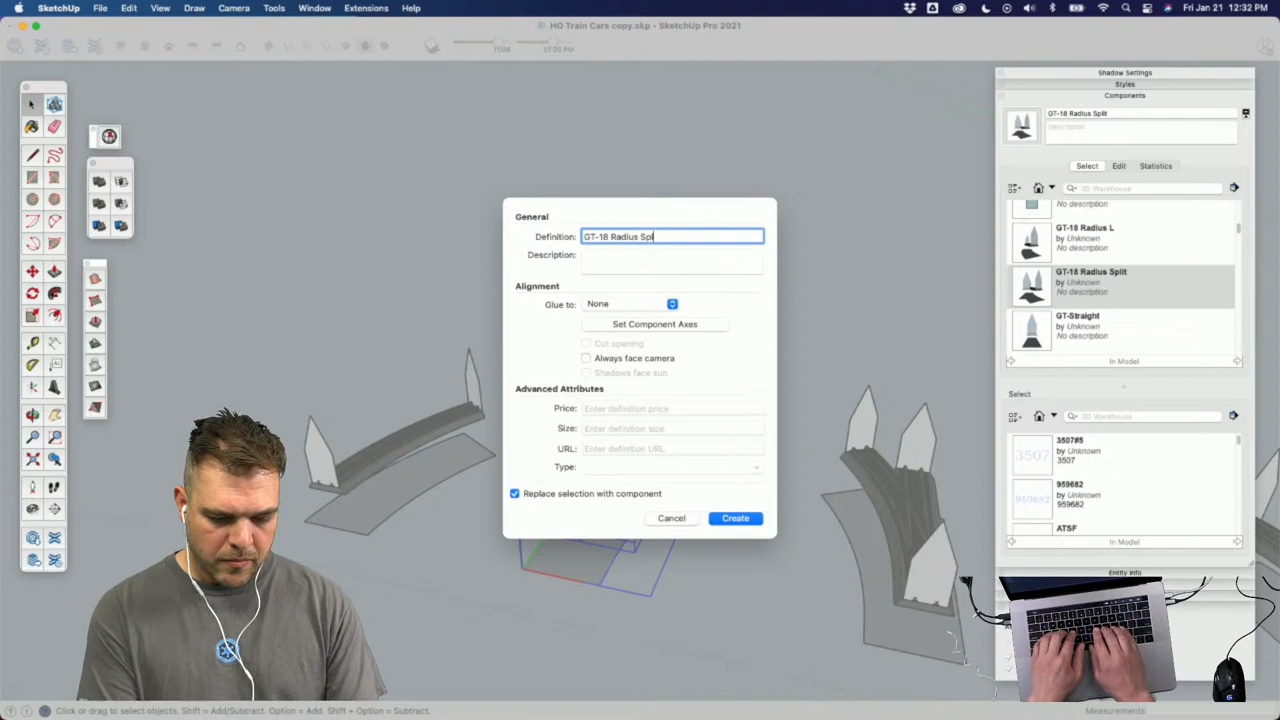 SketchUp File Edit View Draw Camera Tools Window Extensions Help
Fri Jan 21 12:32 PM
HO Train Cars copy.skp - SketchUp Pro 2021
Shadow Settings
Styles
Components
GT-18 Radius Split
Description
Select Edit Statistics
3D Warehouse
No description
GT-18 Radius L
by Unknown
No description
GT-18 Radius Split
by Unknown
No description
GT-Straight
by Unknown
No description
In Model
Select
3D Warehouse
3507#5
by Unknown
3507
3507
959682
by Unknown
959682
959682
ATSF
In Model
Entity Info
General
Definition: GT-18 Radius Spl
Description:
Alignment
Glue to: None
Set Component Axes
Cut opening
Always face camera
Shadows face sun
Advanced Attributes
Price: Enter definition price
Size: Enter definition size
URL: Enter definition URL
Type:
Replace selection with component
Cancel Create
Click or drag to select objects. Shift = Add/Subtract. Option = Add. Shift + Option = Subtract.
Measurements